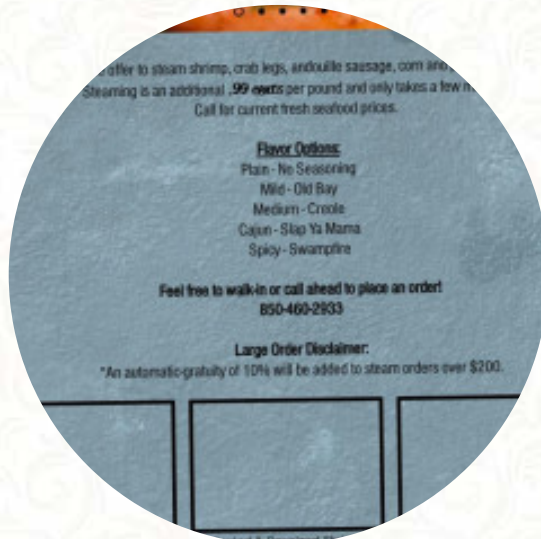 offer to steam shrimp, crab legs, andouille sausage, corn and
Steaming is an additional .99 cents per pound and only takes a few
Call for current fresh seafood prices.
Flavor Options:
Plain - No Seasoning
Mild - Old Bay
Medium - Creole
Cajun - Slap Ya Mama
Spicy - Swampfire
Feel free to walk-in or call ahead to place an order!
850-460-2933
Large Order Disclaimer:
*An automatic gratuity of 10% will be added to steam orders over $200.